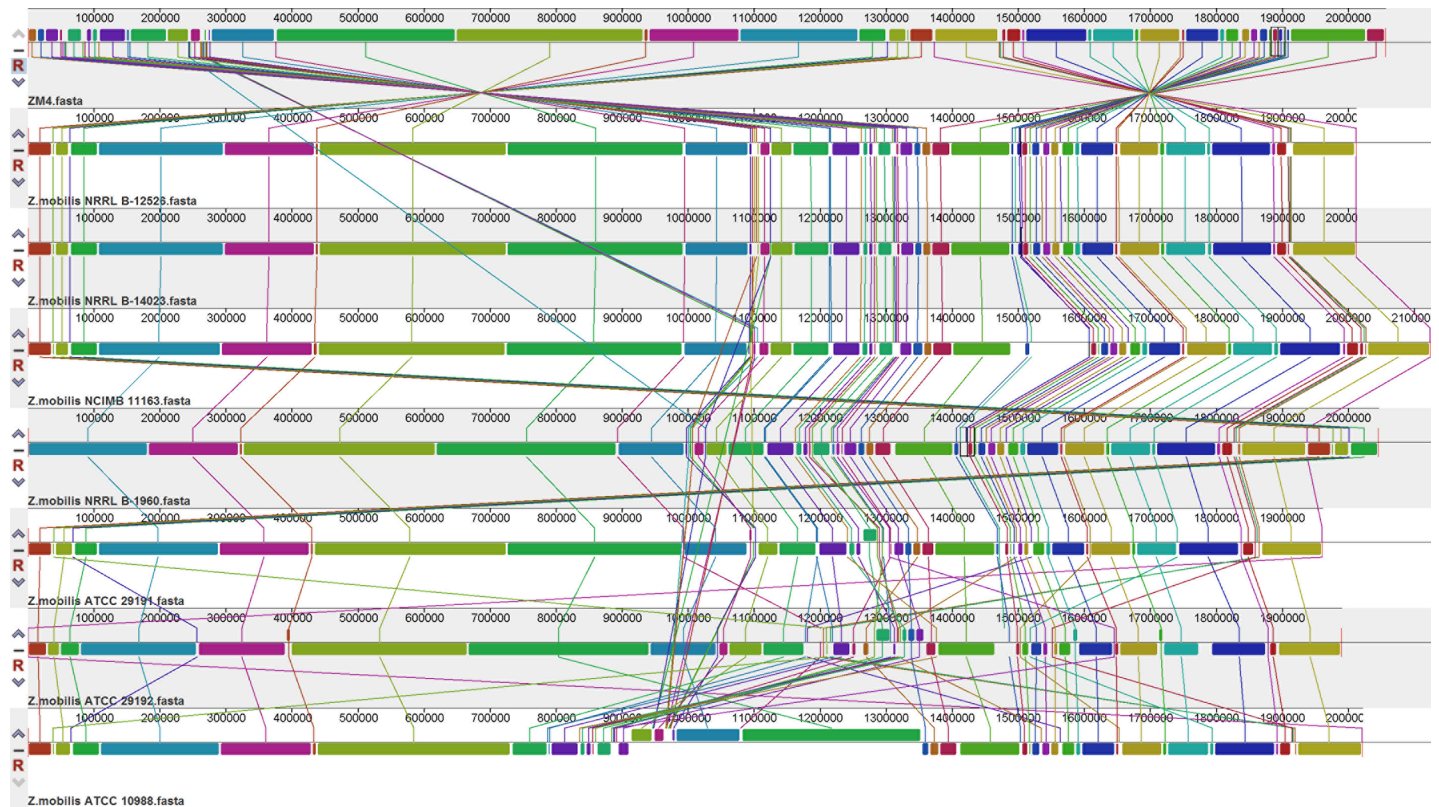 100000 200000 300000 400000 500000 600000 700000 800000 900000 1000000 1100000 1200000 1300000 1400000 1500000 1600000 1700000 1800000 1900000 2000000
R
ZM4.fasta
100000 200000 300000 400000 500000 600000 700000 800000 900000 1000000 1200000 1300000 1400000 1500000 1600000 1700000 1800000 1900000 200000
R
Z.mobilis NRRL B-12526.fasta
100000 200000 300000 400000 500000 600000 700000 800000 900000 1000000 1100000 1200000 1300000 1400000 1500000 1600000 1700000 1800000 1900000 200000
R
Z.mobilis NRRL B-14023.fasta
100000 200000 300000 400000 500000 600000 700000 800000 900000 1000000 1100000 1200000 1300000 1400000 1500000 1600000 1700000 1800000 1900000 2000000 210000
R
Z.mobilis NCIMB 11163.fasta
100000 200000 300000 400000 500000 600000 700000 800000 900000 1000000 1100000 1200000 1300000 1400000 1500000 1600000 1700000 1800000 1900000 2000000
R
Z.mobilis NRRL B-1960.fasta
100000 200000 300000 400000 500000 600000 700000 800000 900000 1000000 1100000 1200000 1300000 1400000 1500000 1600000 1700000 1800000 1900000
R
Z.mobilis ATCC 29191.fasta
100000 200000 300000 400000 500000 600000 700000 800000 900000 1000000 1100000 1200000 1300000 1400000 1500000 1600000 1700000 1800000 1900000
R
Z.mobilis ATCC 29192.fasta
100000 200000 300000 400000 500000 600000 700000 800000 900000 1100000 1200000 1300000 1400000 1500000 1600000 1700000 1800000 1900000 2000000
R
Z.mobilis ATCC 10988.fasta